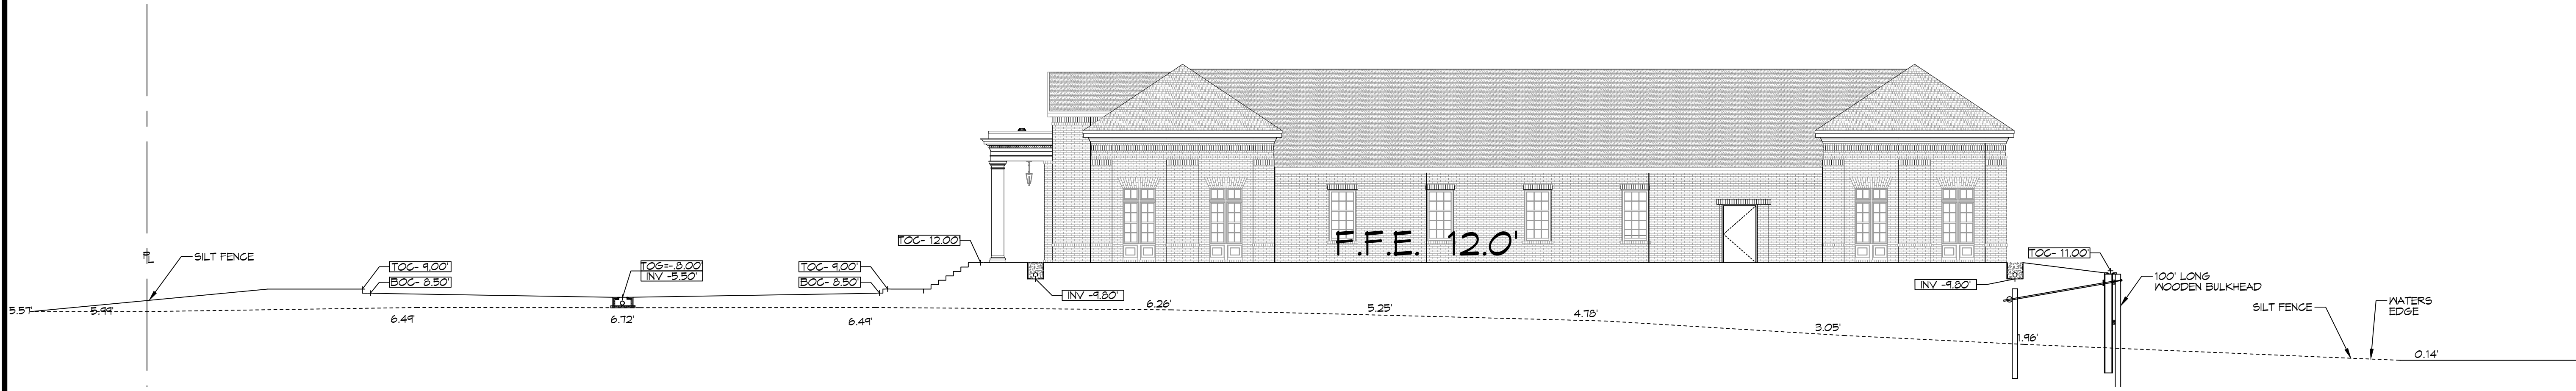 TOC- 12.00'
F.F.E. 12.0'
TOC- 11.00'
PL
SILT FENCE
TOC- 9.00'
BOC- 8.50'
TOG=-.8.00'
INV -5.50'
TOC- 9.00'
BOC- 8.50'
INV -9.80'
INV -9.80'
100' LONG
WOODEN BULKHEAD
SILT FENCE
WATERS
EDGE
5.57'
5.99'
6.49'
6.72'
6.49'
6.26'
5.25'
4.78'
3.05'
1.96'
0.14'